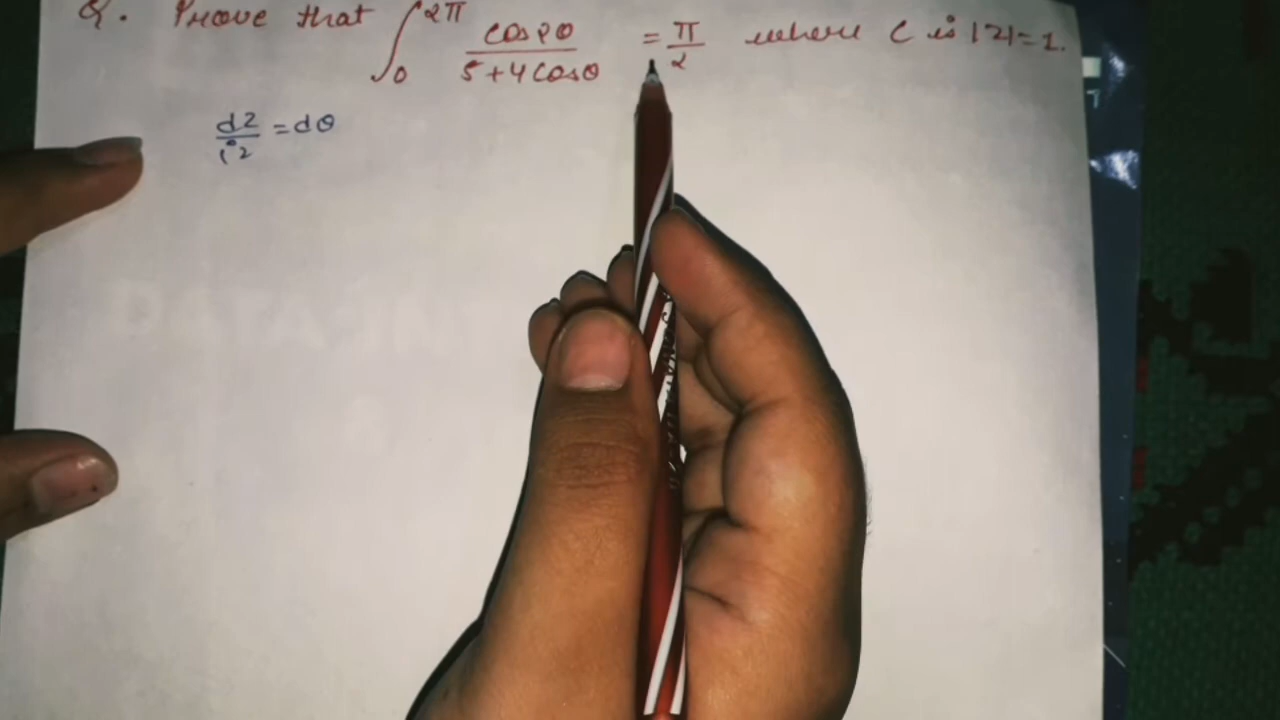 Q. Prove that ∫₀^2π cos2θ / 5+4cosθ = π/2 where C is |z|=1.
dz/iz = dθ